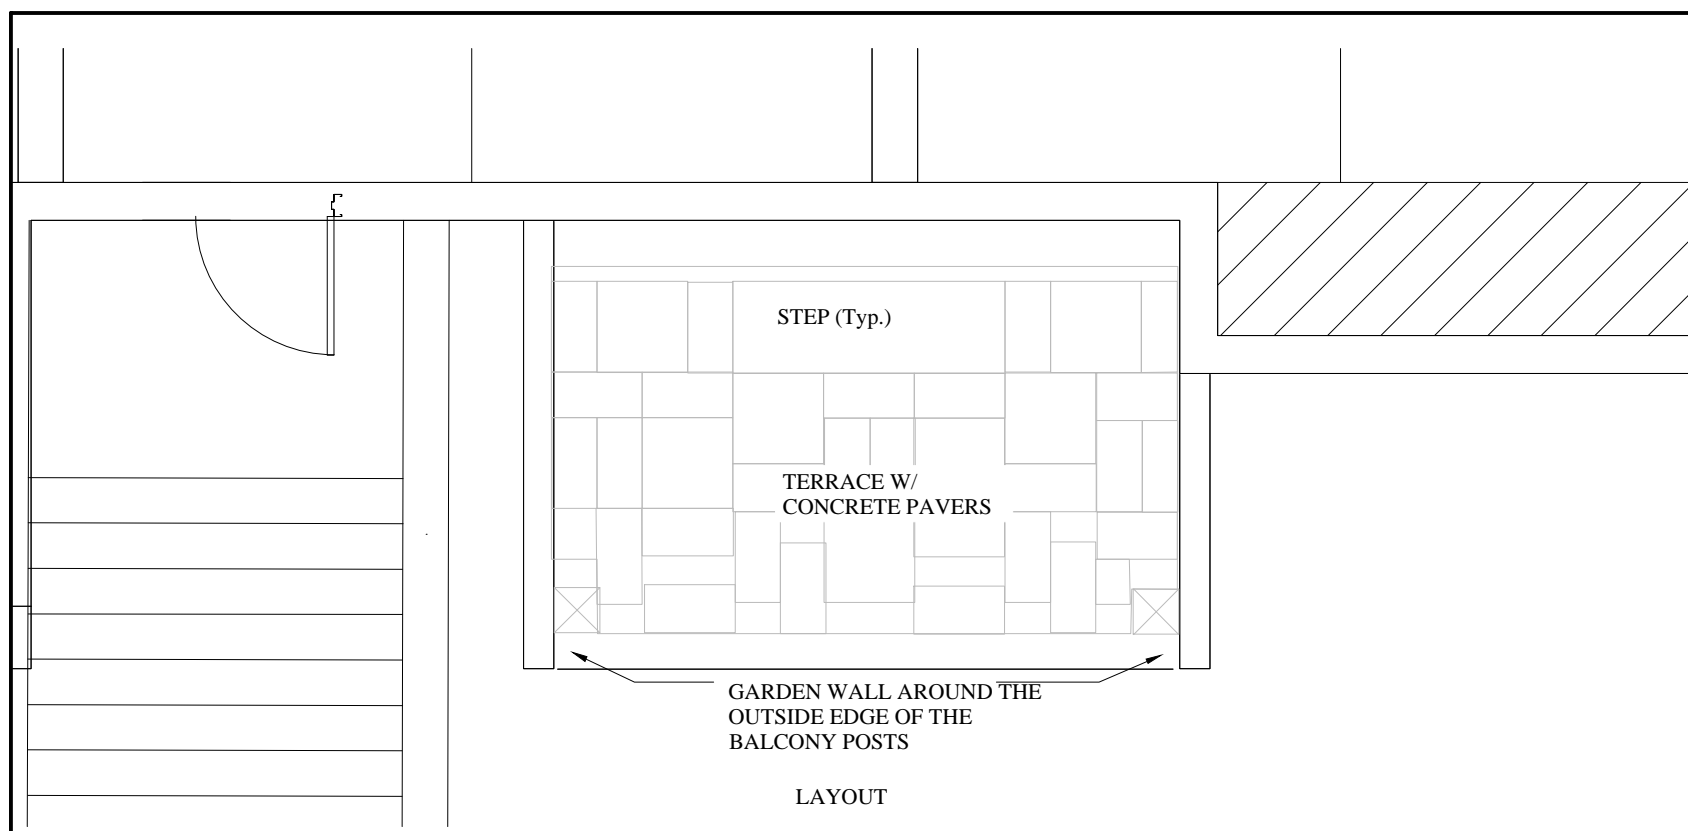 STEP (Typ.)
TERRACE W/
CONCRETE PAVERS
GARDEN WALL AROUND THE
OUTSIDE EDGE OF THE
BALCONY POSTS
LAYOUT